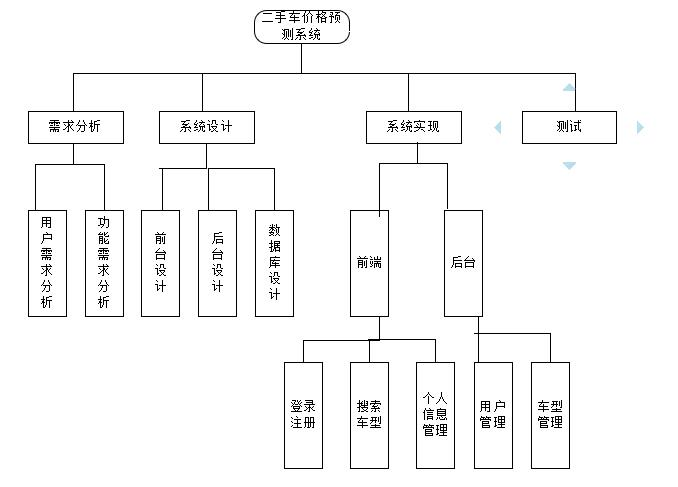 二手车价格预
测系统
需求分析
系统设计
系统实现
测试
用户需求分析
功能需求分析
前台设计
后台设计
数据库设计
前端
后台
登录
注册
搜索
车型
个人
信息
管理
用户
管理
车型
管理